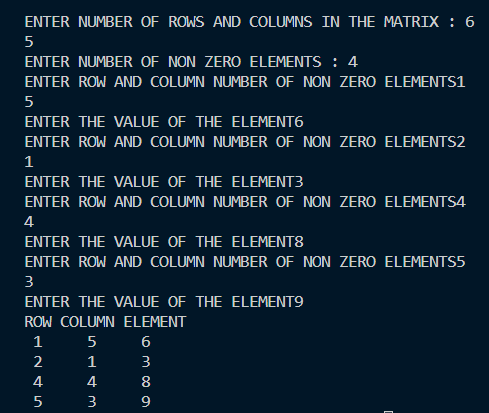 ENTER NUMBER OF ROWS AND COLUMNS IN THE MATRIX : 6
5
ENTER NUMBER OF NON ZERO ELEMENTS : 4
ENTER ROW AND COLUMN NUMBER OF NON ZERO ELEMENTS1
5
ENTER THE VALUE OF THE ELEMENT6
ENTER ROW AND COLUMN NUMBER OF NON ZERO ELEMENTS2
1
ENTER THE VALUE OF THE ELEMENT3
ENTER ROW AND COLUMN NUMBER OF NON ZERO ELEMENTS4
4
ENTER THE VALUE OF THE ELEMENT8
ENTER ROW AND COLUMN NUMBER OF NON ZERO ELEMENTS5
3
ENTER THE VALUE OF THE ELEMENT9
ROW COLUMN ELEMENT
1 5 6
2 1 3
4 4 8
5 3 9